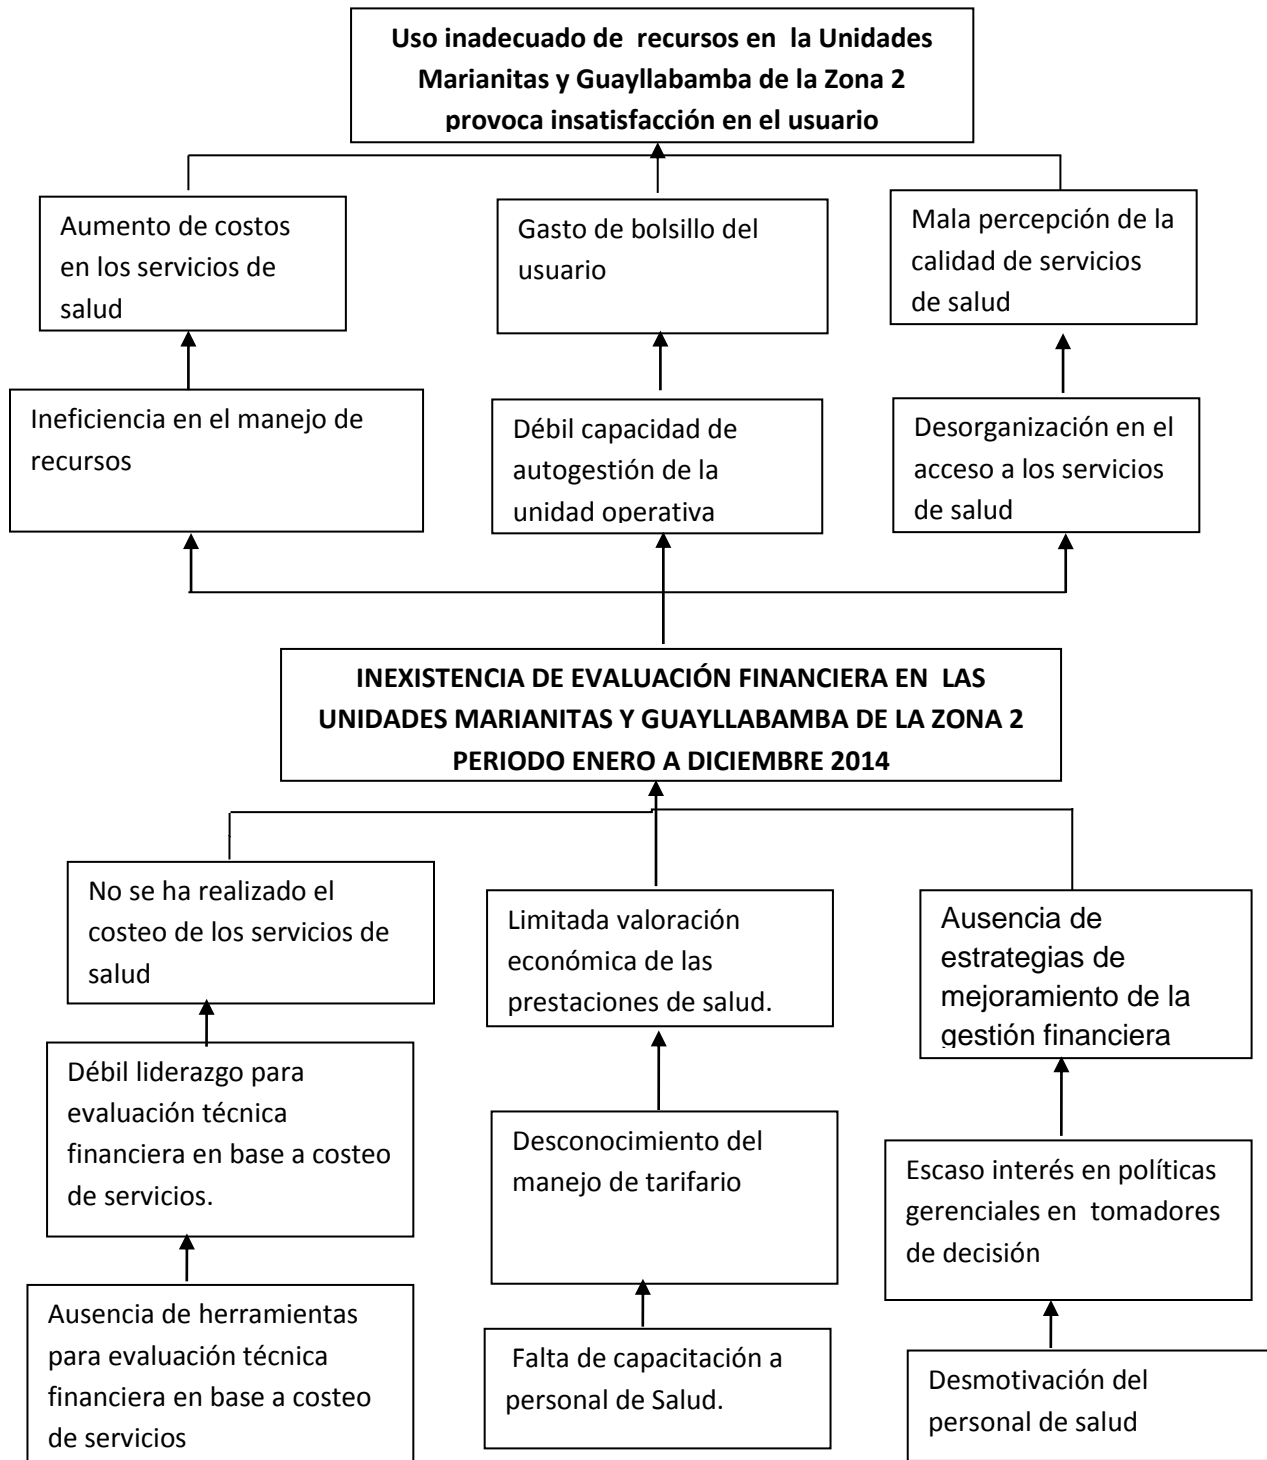 Uso inadecuado de recursos en la Unidades
Marianitas y Guayllabamba de la Zona 2
provoca insatisfacción en el usuario
Aumento de costos
en los servicios de
salud
Gasto de bolsillo del
usuario
Mala percepción de la
calidad de servicios
de salud
Ineficiencia en el manejo de
recursos
Débil capacidad de
autogestión de la
unidad operativa
Desorganización en el
acceso a los servicios
de salud
INEXISTENCIA DE EVALUACIÓN FINANCIERA EN LAS
UNIDADES MARIANITAS Y GUAYLLABAMBA DE LA ZONA 2
PERIODO ENERO A DICIEMBRE 2014
No se ha realizado el
costeo de los servicios de
salud
Limitada valoración
económica de las
prestaciones de salud.
Ausencia de
estrategias de
mejoramiento de la
gestión financiera
Débil liderazgo para
evaluación técnica
financiera en base a costeo
de servicios.
Desconocimiento del
manejo de tarifario
Escaso interés en políticas
gerenciales en tomadores
de decisión
Ausencia de herramientas
para evaluación técnica
financiera en base a costeo
de servicios
Falta de capacitación a
personal de Salud.
Desmotivación del
personal de salud